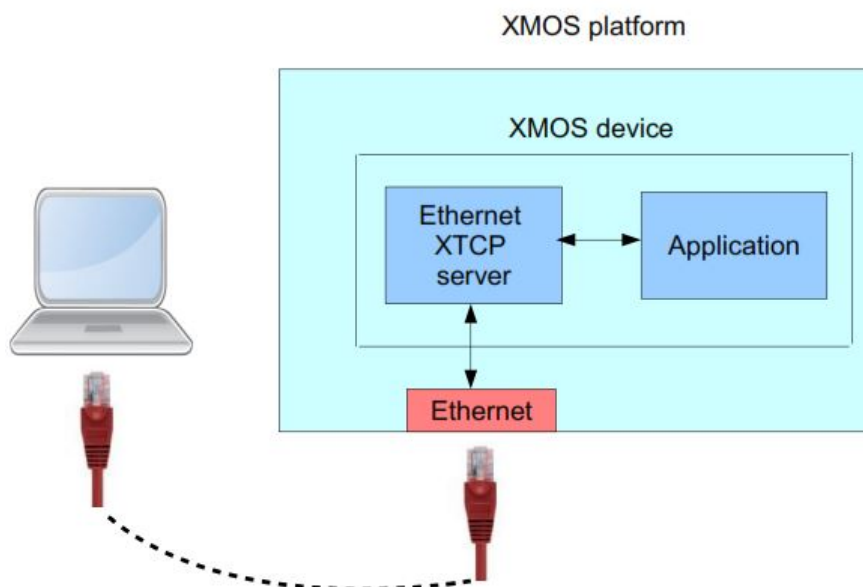 XMOS platform
XMOS device
Ethernet
XTCP
server
Application
Ethernet